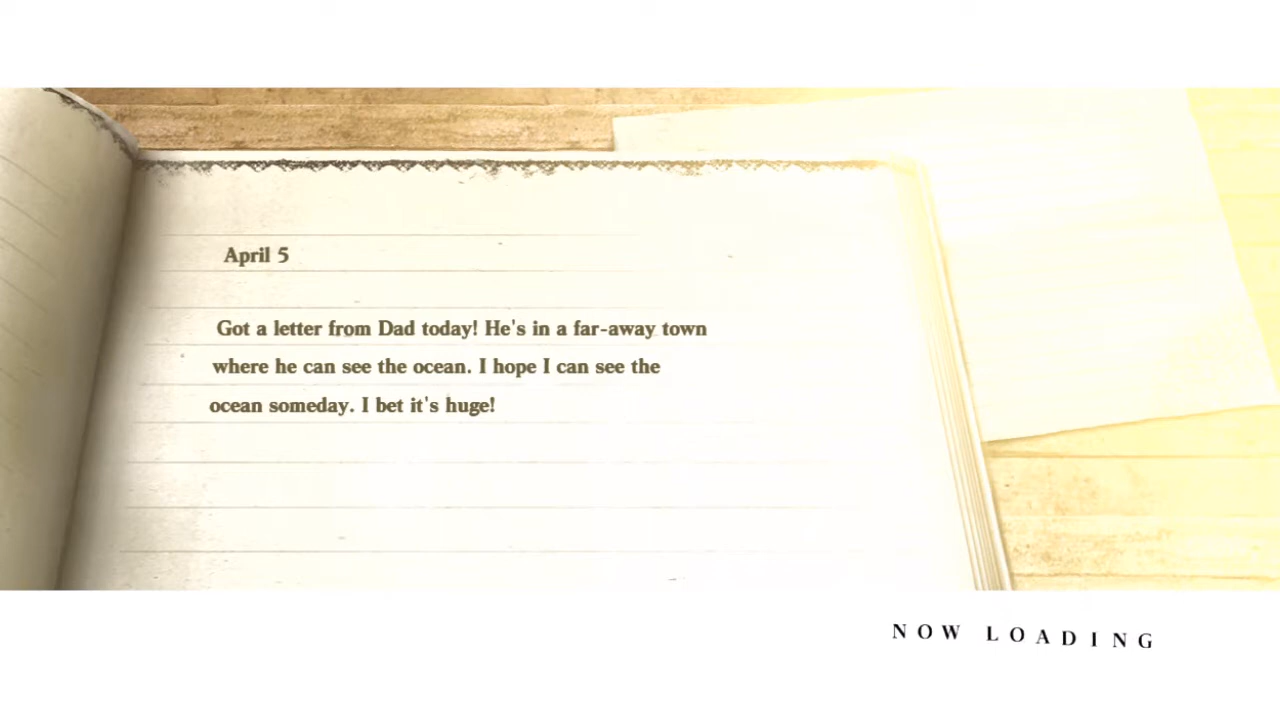 April 5
Got a letter from Dad today! He's in a far-away town
where he can see the ocean. I hope I can see the
ocean someday. I bet it's huge!
NOW LOADING